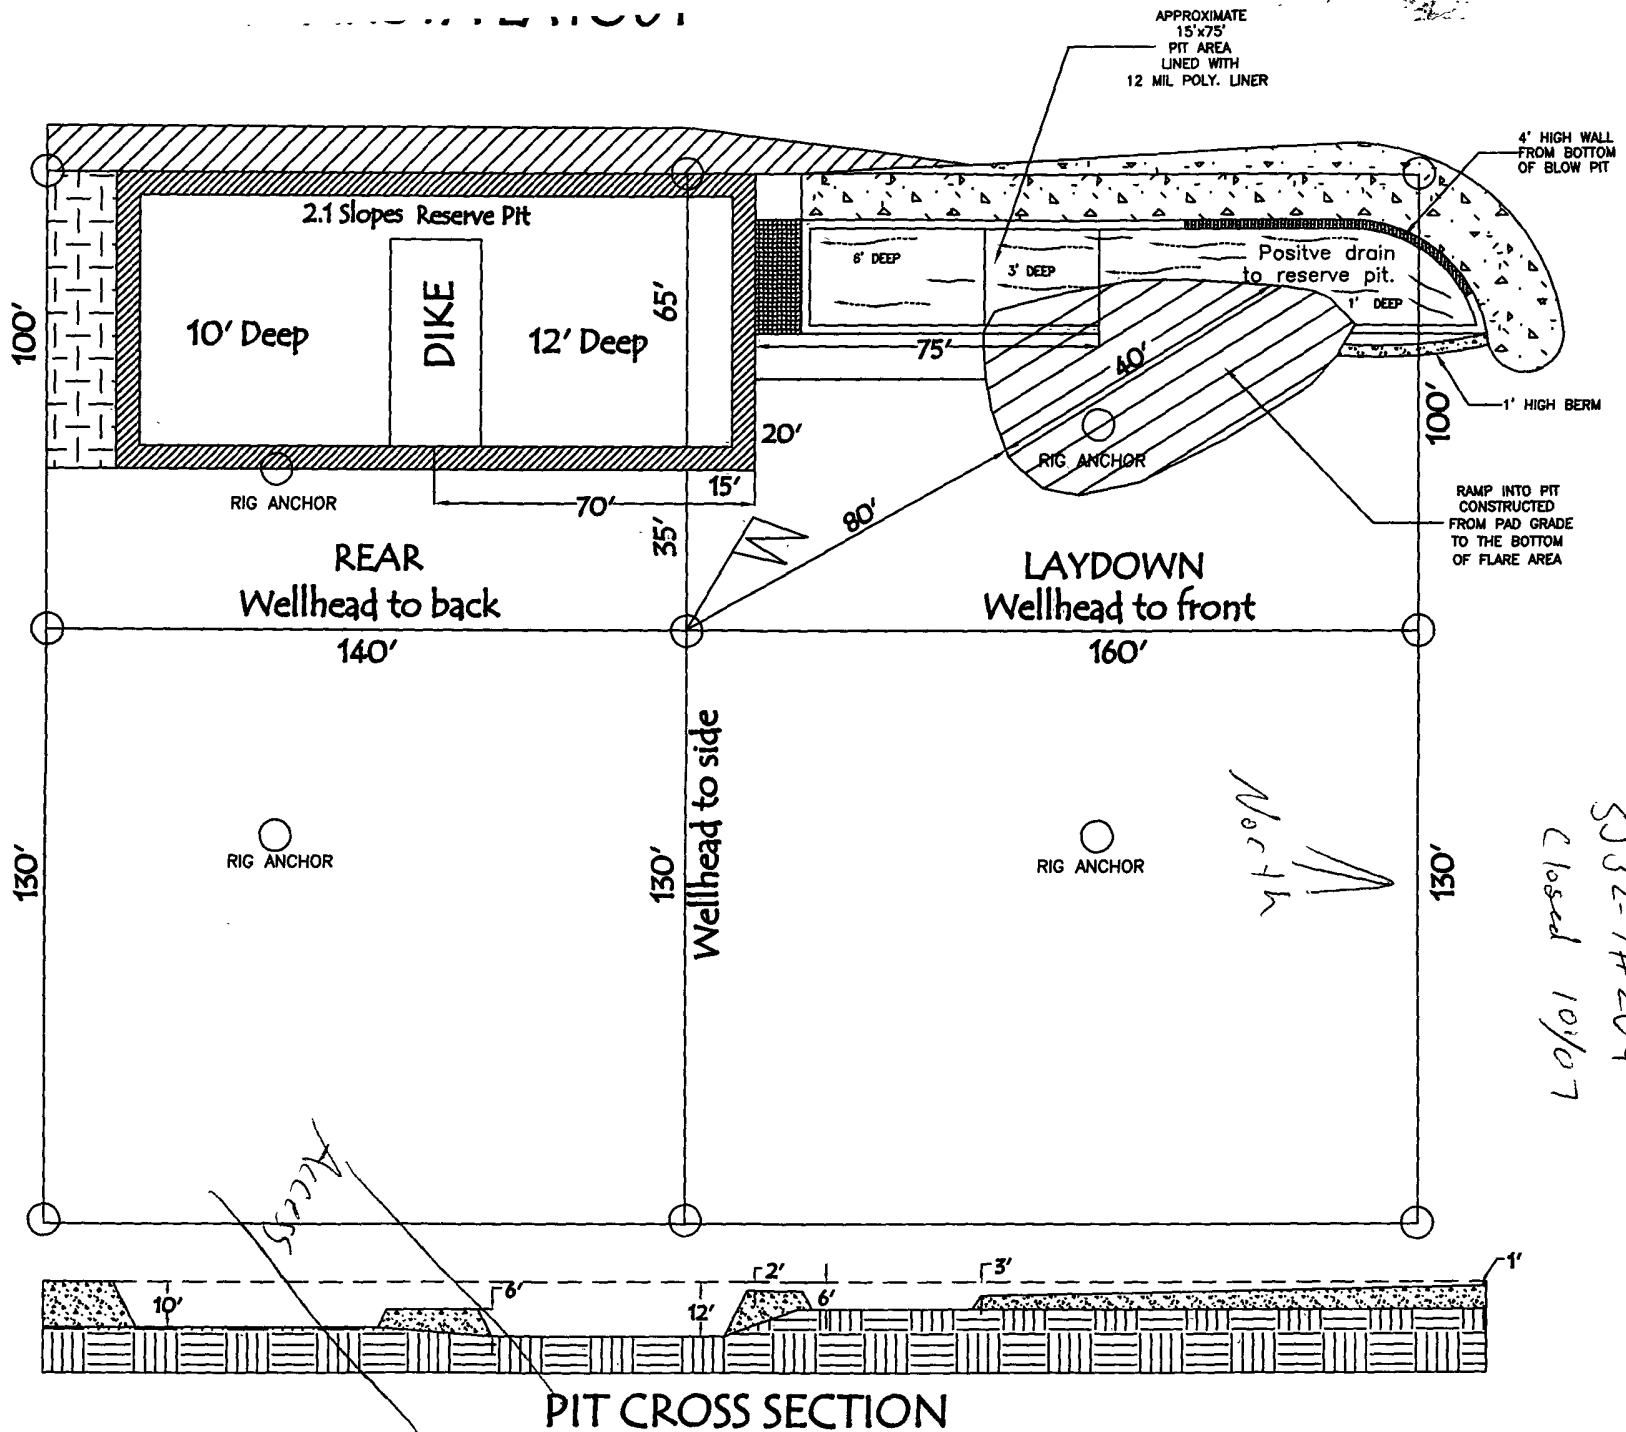 APPROXIMATE
15'x75'
PIT AREA
LINED WITH
12 MIL POLY. LINER
4' HIGH WALL
FROM BOTTOM
OF BLOW PIT
2.1 Slopes Reserve Pit
6' DEEP
3' DEEP
Positve drain
to reserve pit.
1' DEEP
100'
10' Deep
DIKE
12' Deep
65'
75'
40'
1' HIGH BERM
100'
20'
RIG ANCHOR
RIG ANCHOR
15'
70'
35'
80'
RAMP INTO PIT
CONSTRUCTED
FROM PAD GRADE
TO THE BOTTOM
OF FLARE AREA
N
REAR
Wellhead to back
140'
LAYDOWN
Wellhead to front
160'
Wellhead to side
130'
130'
130'
RIG ANCHOR
RIG ANCHOR
North
Closed 10/07
Access
10'
6'
12'
2'
6'
3'
1'
PIT CROSS SECTION